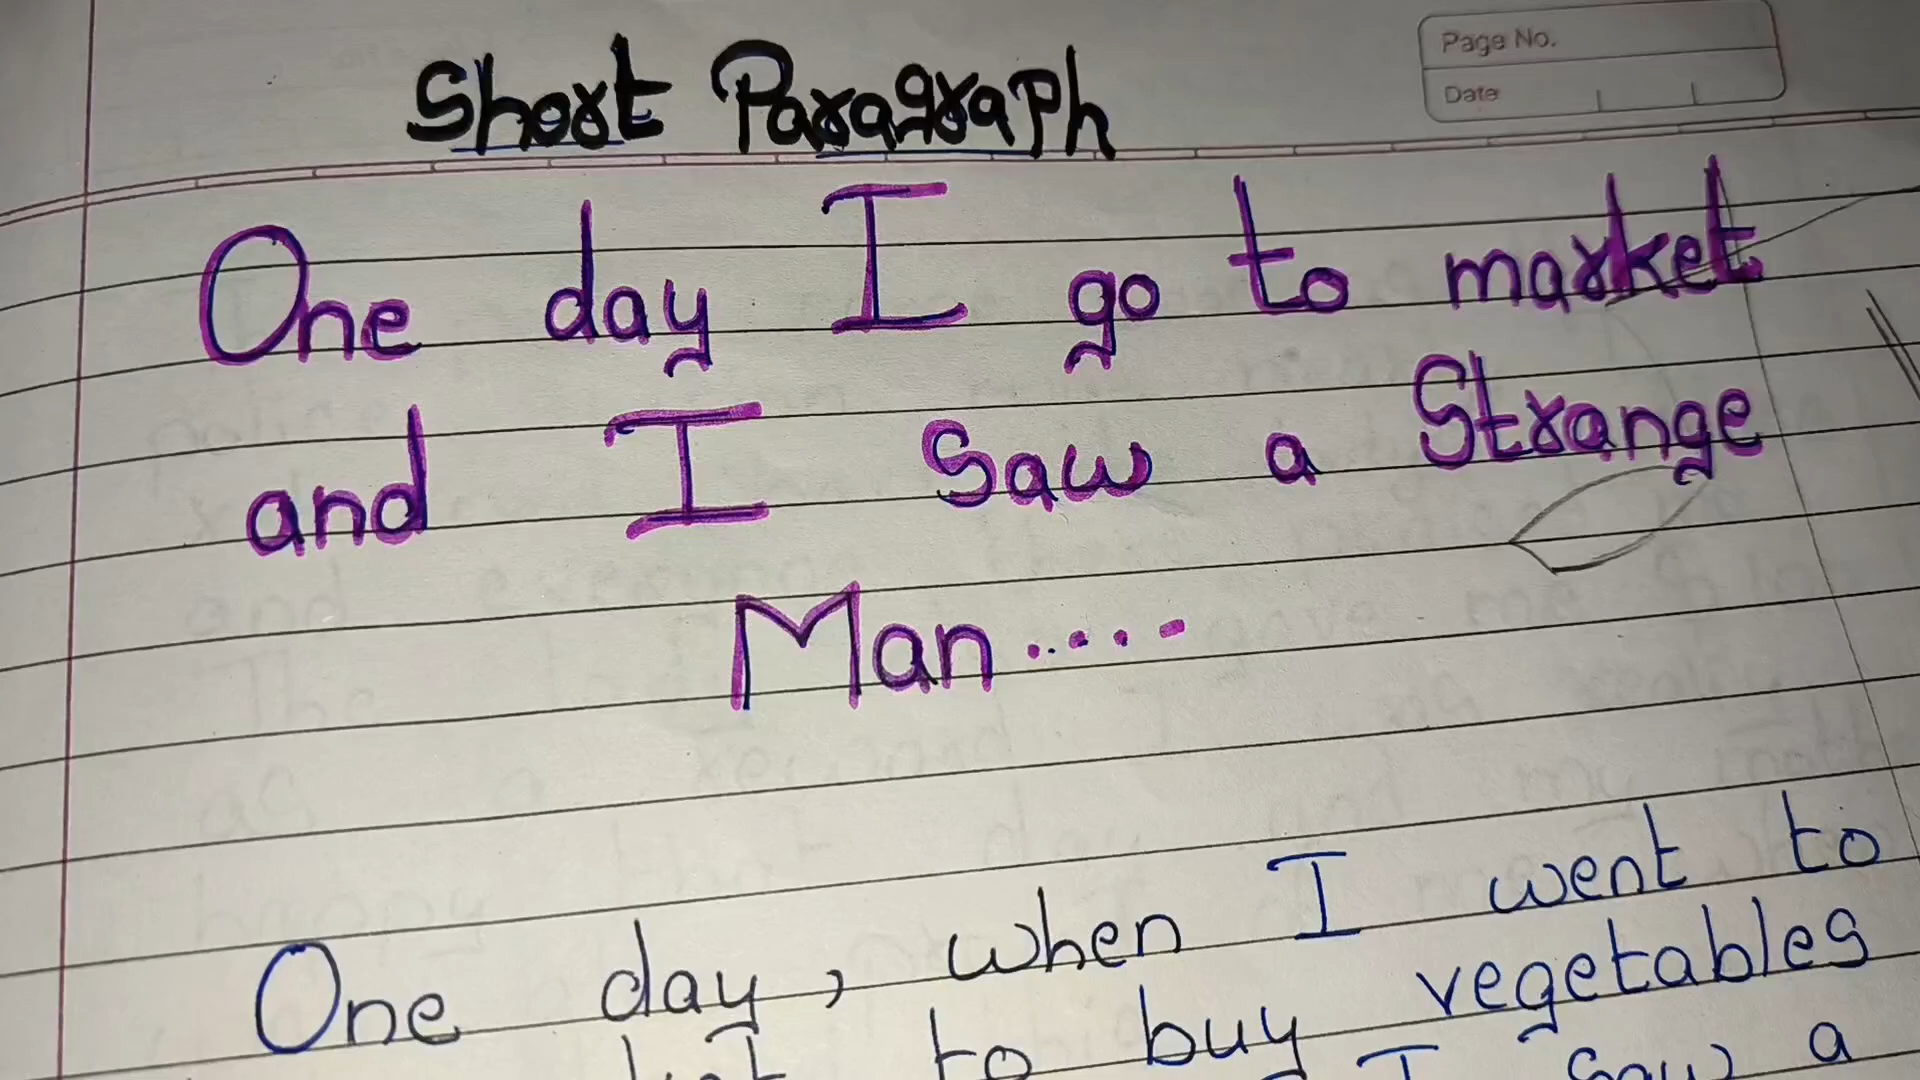 Page No.
Date
Short Paragraph
One day I go to market
and I Saw a Strange
Man.....
One day, when I went to
to buy vegetables
I saw a